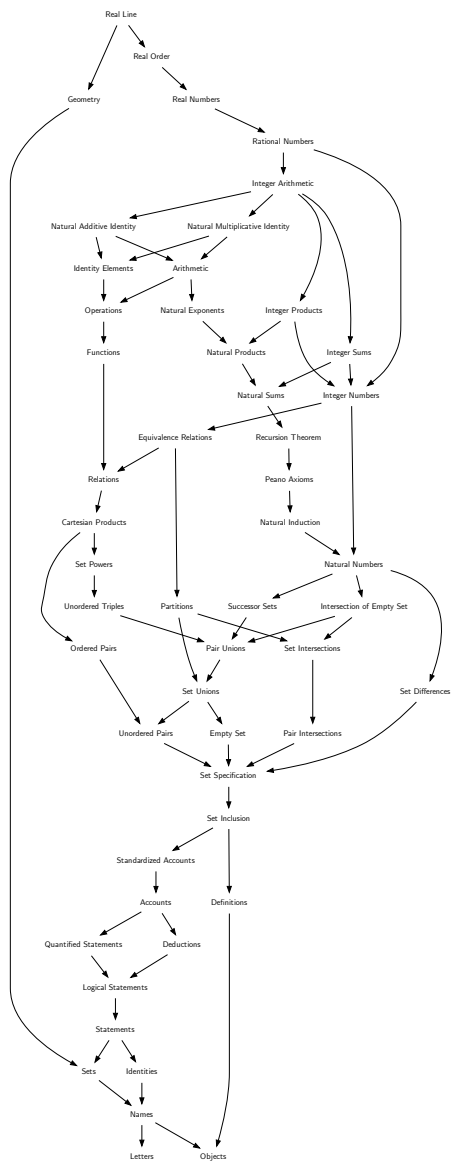 Real Line
Real Order
Geometry
Real Numbers
Rational Numbers
Integer Arithmetic
Natural Additive Identity
Natural Multiplicative Identity
Identity Elements
Arithmetic
Operations
Natural Exponents
Integer Products
Functions
Natural Products
Integer Sums
Natural Sums
Integer Numbers
Equivalence Relations
Recursion Theorem
Relations
Peano Axioms
Cartesian Products
Natural Induction
Set Powers
Natural Numbers
Unordered Triples
Partitions
Successor Sets
Intersection of Empty Set
Ordered Pairs
Pair Unions
Set Intersections
Set Unions
Set Differences
Unordered Pairs
Empty Set
Pair Intersections
Set Specification
Set Inclusion
Standardized Accounts
Accounts
Definitions
Quantified Statements
Deductions
Logical Statements
Statements
Sets
Identities
Names
Letters
Objects